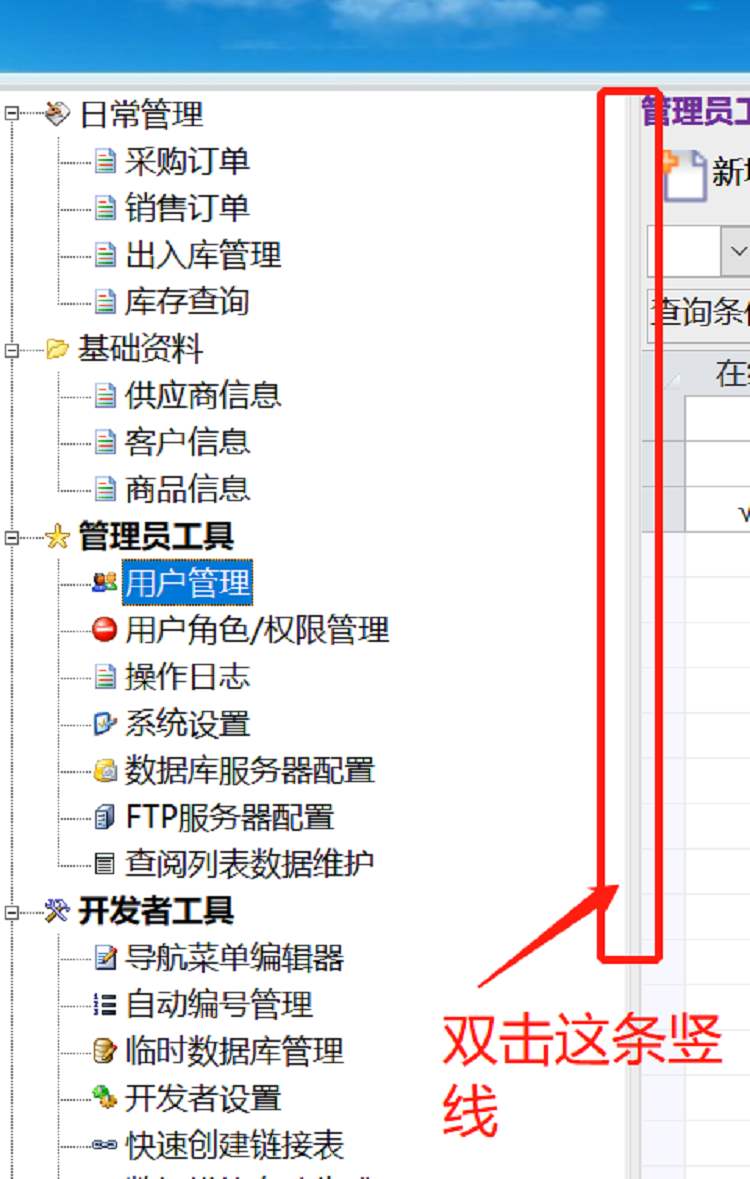 日常管理
采购订单
销售订单
出入库管理
库存查询
基础资料
供应商信息
客户信息
商品信息
管理员工具
用户管理
用户角色/权限管理
操作日志
系统设置
数据库服务器配置
FTP服务器配置
查阅列表数据维护
开发者工具
导航菜单编辑器
自动编号管理
临时数据库管理
开发者设置
快速创建链接表
管理员工
新增
查询条件
在线
双击这条竖
线